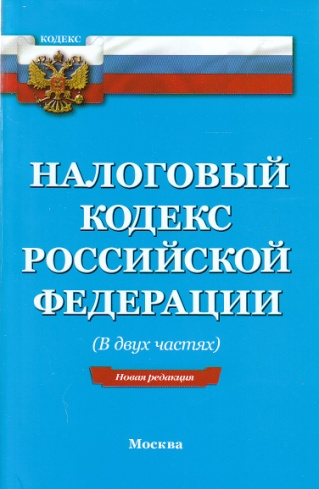 КОДЕКС
НАЛОГОВЫЙ
КОДЕКС
РОССИЙСКОЙ
ФЕДЕРАЦИИ
(В двух частях)
Новая редакция
Москва